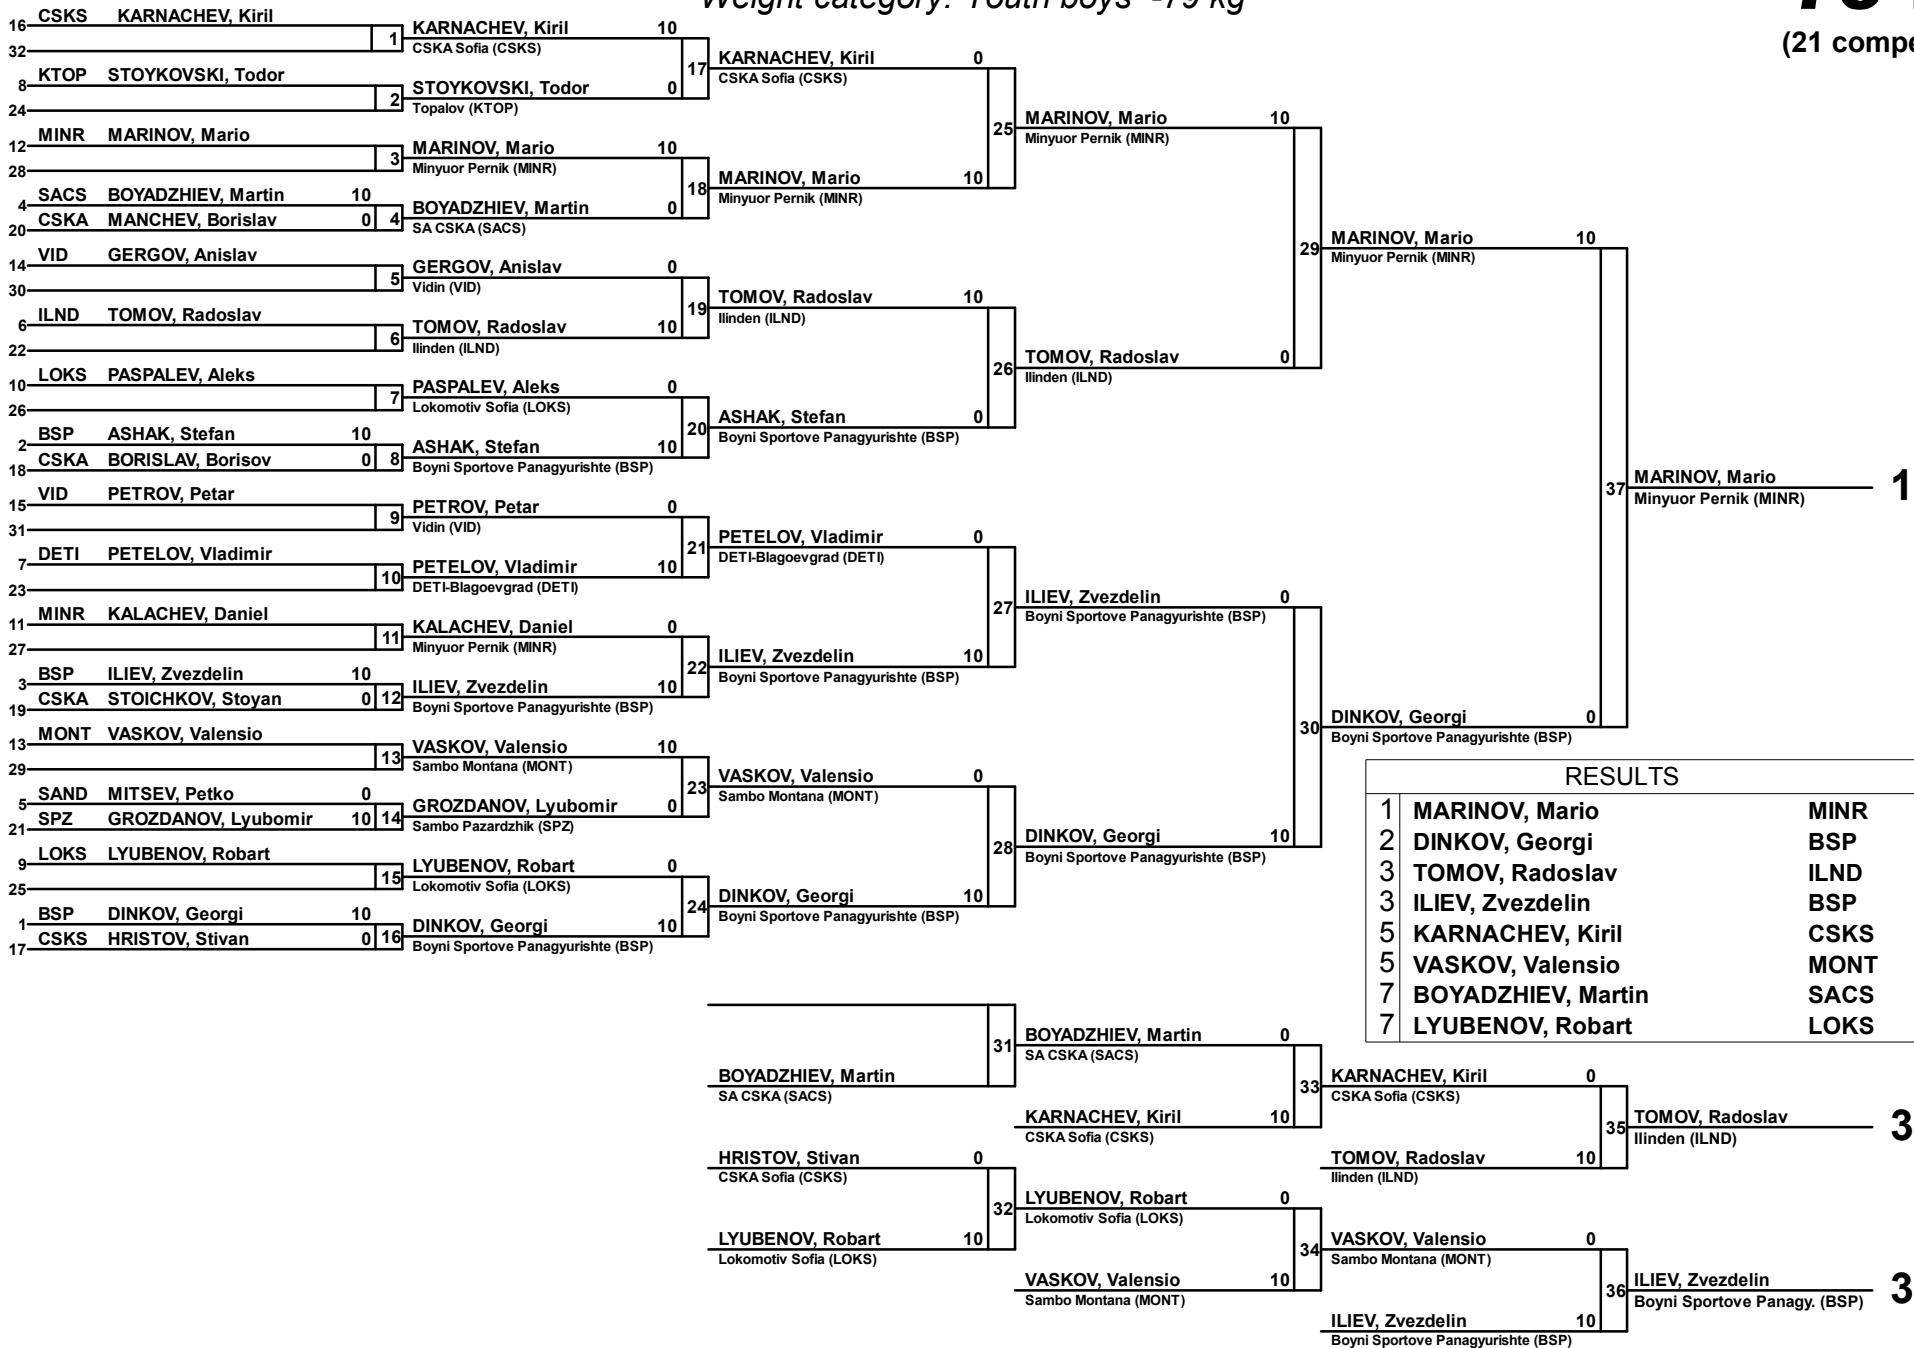 Weight category: Youth boys -79 kg
(21 compe
16 CSKS KARNACHEV, Kiril
32
1
8 KTOP STOYKOVSKI, Todor
24
2
12 MINR MARINOV, Mario
28
3
4 SACS BOYADZHIEV, Martin 10
20 CSKA MANCHEV, Borislav 0
4
14 VID GERGOV, Anislav
30
5
6 ILND TOMOV, Radoslav
22
6
10 LOKS PASPALEV, Aleks
26
7
2 BSP ASHAK, Stefan 10
18 CSKA BORISLAV, Borisov 0
8
15 VID PETROV, Petar
31
9
7 DETI PETELOV, Vladimir
23
10
11 MINR KALACHEV, Daniel
27
11
3 BSP ILIEV, Zvezdelin 10
19 CSKA STOICHKOV, Stoyan 0
12
13 MONT VASKOV, Valensio
29
13
5 SAND MITSEV, Petko 0
21 SPZ GROZDANOV, Lyubomir 10
14
9 LOKS LYUBENOV, Robart
25
15
1 BSP DINKOV, Georgi 10
17 CSKS HRISTOV, Stivan 0
16
KARNACHEV, Kiril 10
CSKA Sofia (CSKS)
17
STOYKOVSKI, Todor 0
Topalov (KTOP)
MARINOV, Mario 10
Minyuor Pernik (MINR)
18
BOYADZHIEV, Martin 0
SA CSKA (SACS)
GERGOV, Anislav 0
Vidin (VID)
19
TOMOV, Radoslav 10
Ilinden (ILND)
PASPALEV, Aleks 0
Lokomotiv Sofia (LOKS)
20
ASHAK, Stefan 10
Boyni Sportove Panagyurishte (BSP)
PETROV, Petar 0
Vidin (VID)
21
PETELOV, Vladimir 10
DETI-Blagoevgrad (DETI)
KALACHEV, Daniel 0
Minyuor Pernik (MINR)
22
ILIEV, Zvezdelin 10
Boyni Sportove Panagyurishte (BSP)
VASKOV, Valensio 10
Sambo Montana (MONT)
23
GROZDANOV, Lyubomir 0
Sambo Pazardzhik (SPZ)
LYUBENOV, Robart 0
Lokomotiv Sofia (LOKS)
24
DINKOV, Georgi 10
Boyni Sportove Panagyurishte (BSP)
KARNACHEV, Kiril 0
CSKA Sofia (CSKS)
25
MARINOV, Mario 10
Minyuor Pernik (MINR)
TOMOV, Radoslav 10
Ilinden (ILND)
26
ASHAK, Stefan 0
Boyni Sportove Panagyurishte (BSP)
PETELOV, Vladimir 0
DETI-Blagoevgrad (DETI)
27
ILIEV, Zvezdelin 10
Boyni Sportove Panagyurishte (BSP)
VASKOV, Valensio 0
Sambo Montana (MONT)
28
DINKOV, Georgi 10
Boyni Sportove Panagyurishte (BSP)
MARINOV, Mario 10
Minyuor Pernik (MINR)
29
TOMOV, Radoslav 0
Ilinden (ILND)
ILIEV, Zvezdelin 0
Boyni Sportove Panagyurishte (BSP)
30
DINKOV, Georgi 10
Boyni Sportove Panagyurishte (BSP)
MARINOV, Mario 10
Minyuor Pernik (MINR)
37
DINKOV, Georgi 0
Boyni Sportove Panagyurishte (BSP)
MARINOV, Mario 1
Minyuor Pernik (MINR)
RESULTS
1 MARINOV, Mario MINR
2 DINKOV, Georgi BSP
3 TOMOV, Radoslav ILND
3 ILIEV, Zvezdelin BSP
5 KARNACHEV, Kiril CSKS
5 VASKOV, Valensio MONT
7 BOYADZHIEV, Martin SACS
7 LYUBENOV, Robart LOKS
31
BOYADZHIEV, Martin
SA CSKA (SACS)
HRISTOV, Stivan 0
CSKA Sofia (CSKS)
32
LYUBENOV, Robart 10
Lokomotiv Sofia (LOKS)
BOYADZHIEV, Martin 0
SA CSKA (SACS)
33
KARNACHEV, Kiril 10
CSKA Sofia (CSKS)
LYUBENOV, Robart 0
Lokomotiv Sofia (LOKS)
34
VASKOV, Valensio 10
Sambo Montana (MONT)
KARNACHEV, Kiril 0
CSKA Sofia (CSKS)
35
TOMOV, Radoslav 10
Ilinden (ILND)
VASKOV, Valensio 0
Sambo Montana (MONT)
36
ILIEV, Zvezdelin 10
Boyni Sportove Panagyurishte (BSP)
TOMOV, Radoslav 3
Ilinden (ILND)
ILIEV, Zvezdelin 3
Boyni Sportove Panagy. (BSP)